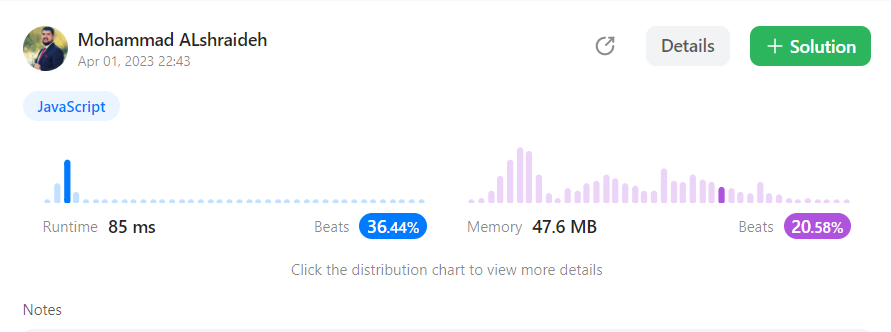 Mohammad ALshraideh
Apr 01, 2023 22:43
Details
+ Solution
JavaScript
Runtime 85 ms Beats 36.44%
Memory 47.6 MB Beats 20.58%
Click the distribution chart to view more details
Notes